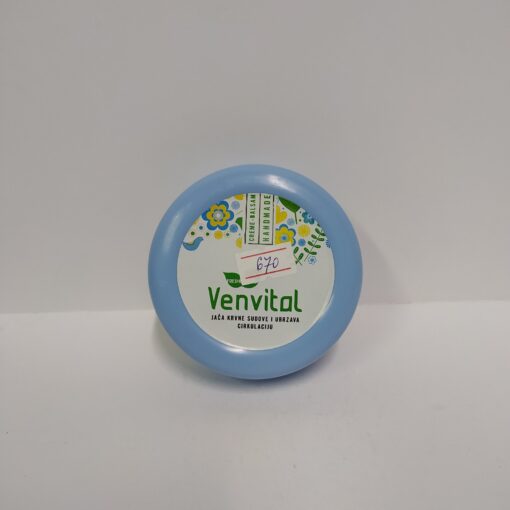 CREME BALSAM
HANDMADE
670
Venvital
JAČA KRVNE SUDOVE I UBRZAVA
CIRKULACIJU